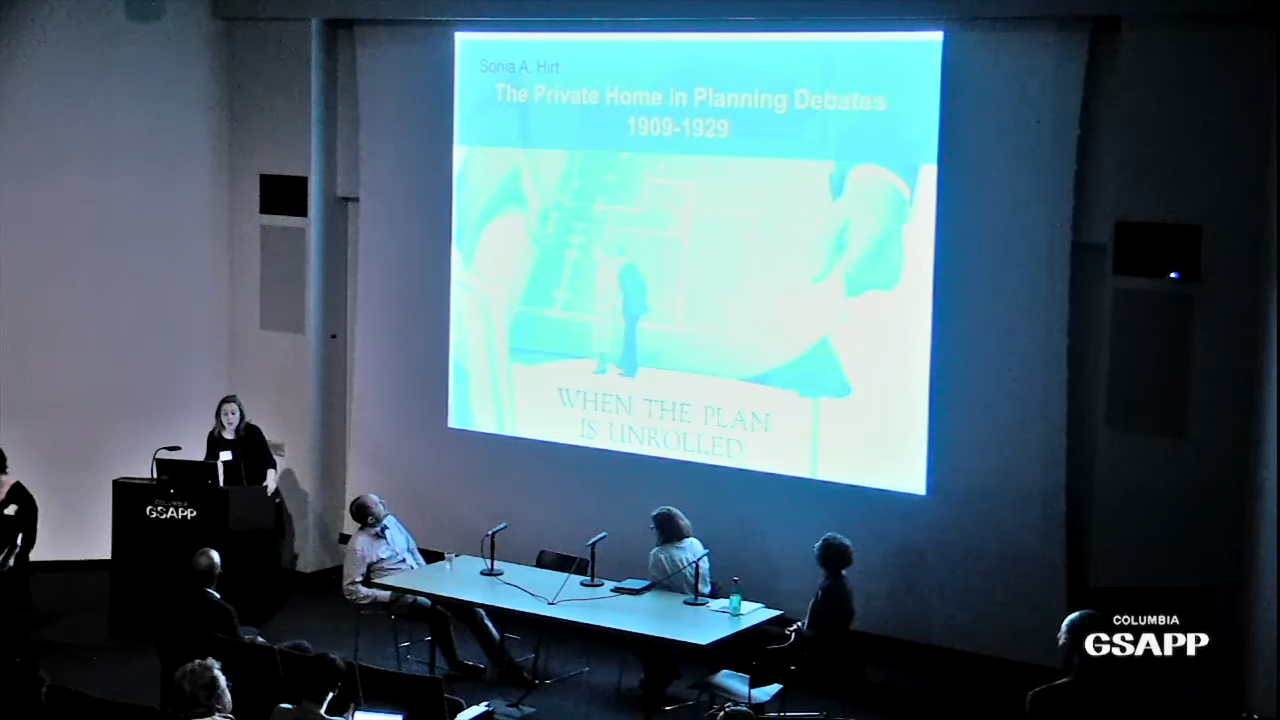 Sonia A. Hirt
The Private Home in Planning Debates
1909-1929
WHEN THE PLAN
IS UNROLLED
COLUMBIA
GSAPP
COLUMBIA
GSAPP